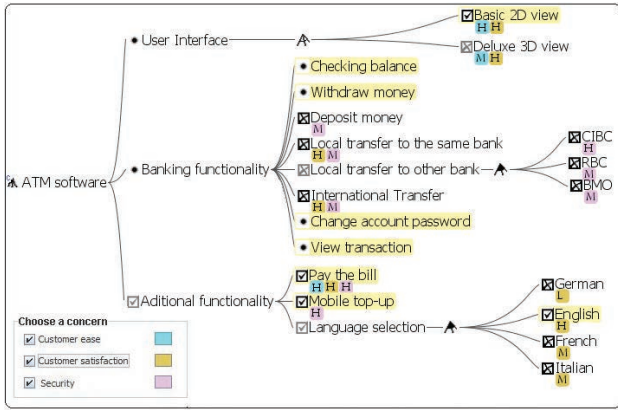 Basic 2D view
H H
User Interface
Deluxe 3D view
M H
Checking balance
Withdraw money
Deposit money
M
Local transfer to the same bank
H M
CIBC
H
Banking functionality
Local transfer to other bank
RBC
M
ATM software
BMO
M
International Transfer
H M
Change account password
View transaction
Pay the bill
H H H
German
L
Aditional functionality
Mobile top-up
H
English
H
Language selection
French
M
Italian
M
Choose a concern
Customer ease
Customer satisfaction
Security